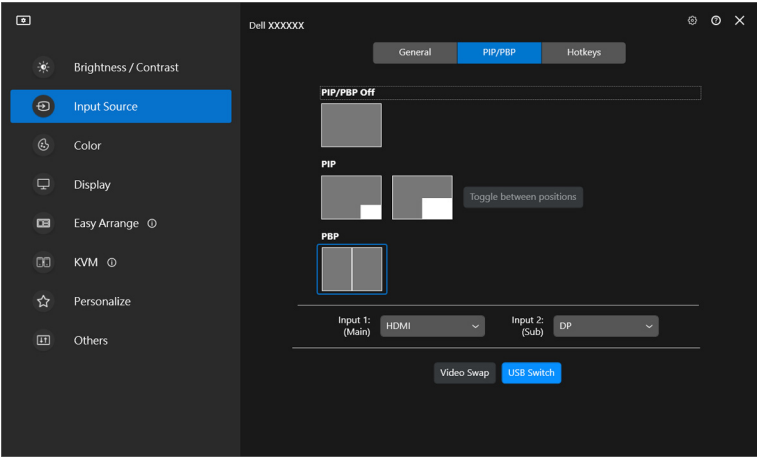 Dell XXXXXX
General PIP/PBP Hotkeys
Brightness / Contrast
Input Source
Color
Display
Easy Arrange
KVM
Personalize
Others
PIP/PBP Off
PIP
Toggle between positions
PBP
Input 1:
(Main)
HDMI
Input 2:
(Sub)
DP
Video Swap USB Switch